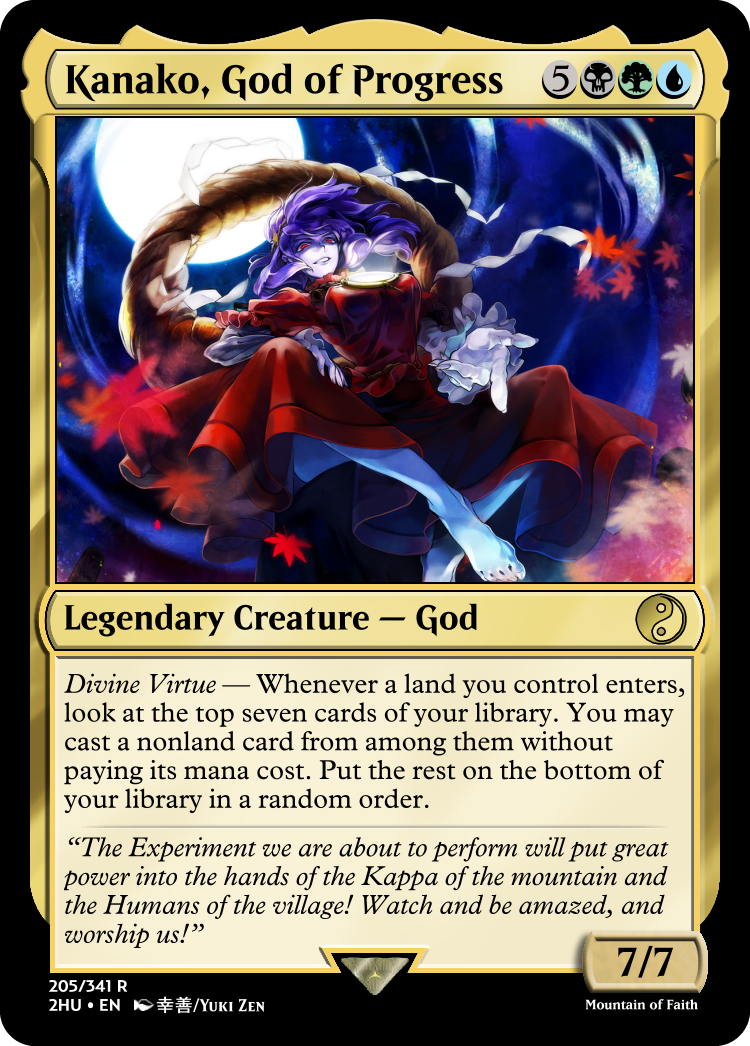 Kanako, God of Progress 5
Legendary Creature — God
Divine Virtue — Whenever a land you control enters,
look at the top seven cards of your library. You may
cast a nonland card from among them without
paying its mana cost. Put the rest on the bottom of
your library in a random order.
“The Experiment we are about to perform will put great
power into the hands of the Kappa of the mountain and
the Humans of the village! Watch and be amazed, and
worship us!”
7/7
205/341 R
2HU • EN 幸善/Yuki Zen
Mountain of Faith